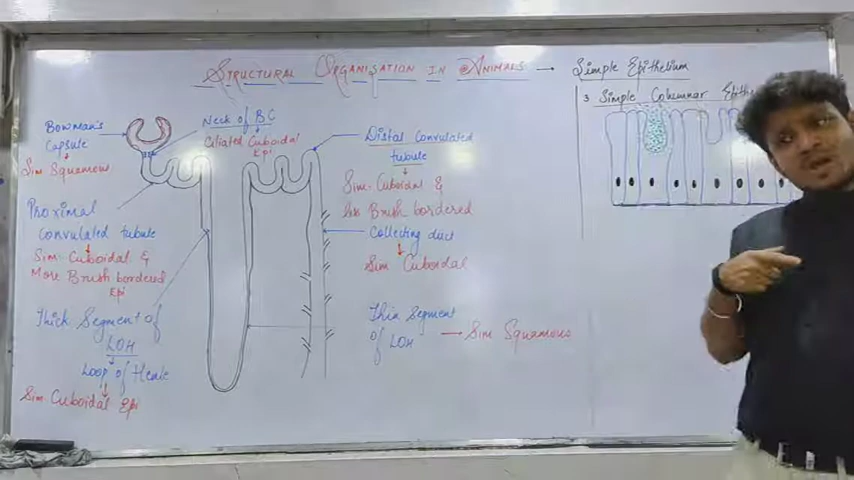 Structural Organisation in Animals → Simple Epithelium
3 Simple Columnar Epithe
Bowman's
Capsule
Sim Squamous
Neck of BC
Ciliated Cuboidal
Epi
Distal Convoluted
tubule
Sim. Cuboidal &
less Brush bordered
Proximal
Convulated tubule
Sim. Cuboidal &
More Brush bordered
Epi
Collecting duct
Sim Cuboidal
Thick Segment of
LOH
Loop of Henle
Sim Cuboidal Epi
Thin Segment
of LOH → Sim Squamous